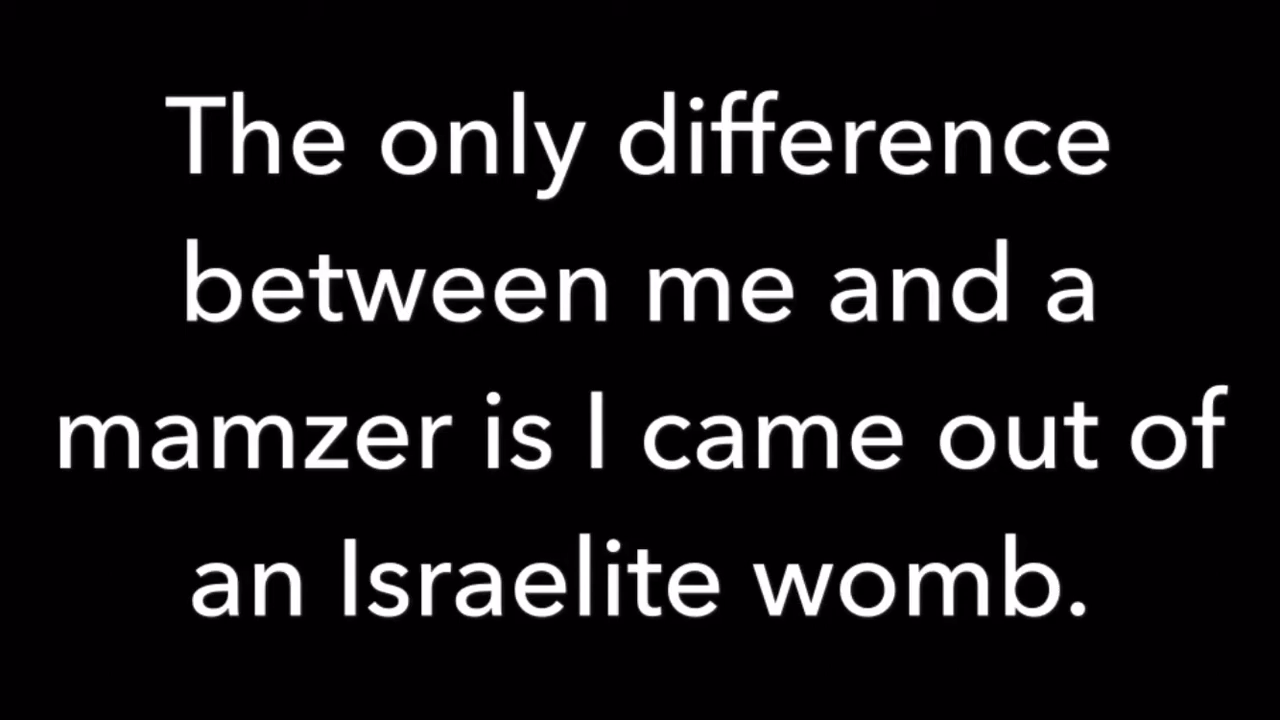 The only difference
between me and a
mamzer is I came out of
an Israelite womb.